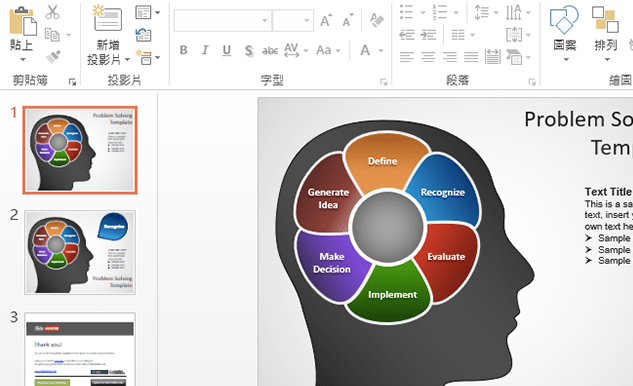 貼上
新增
投影片
B I U S abc AV Aa A
圖案
排列
剪貼簿
投影片
字型
段落
繪圖
1
Problem Solving
Template
2
Recognize
Problem Solving
Template
3
Thank you!
Problem So
Temp
Define
Generate
Idea
Recognize
Make
Decision
Evaluate
Implement
Text Title
This is a sa
text, insert y
own text he
➢ Sample
➢ Sample
➢ Sample